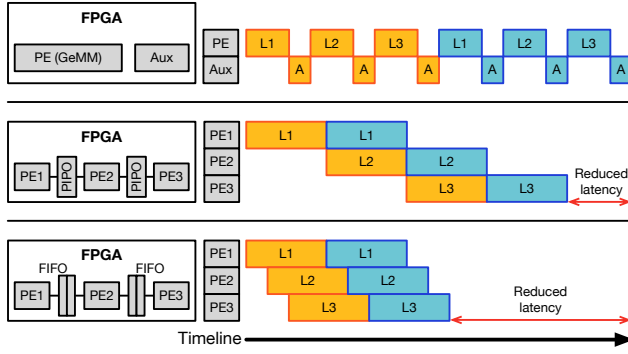 FPGA
PE (GeMM) Aux
PE L1 L2 L3 L1 L2 L3
Aux A A A A A A
FPGA
PE1 PIPO PE2 PIPO PE3
PE1 L1 L1
PE2 L2 L2
PE3 L3 L3
Reduced
latency
FPGA
FIFO FIFO
PE1 PE2 PE3
PE1 L1 L1
PE2 L2 L2
PE3 L3 L3
Reduced
latency
Timeline